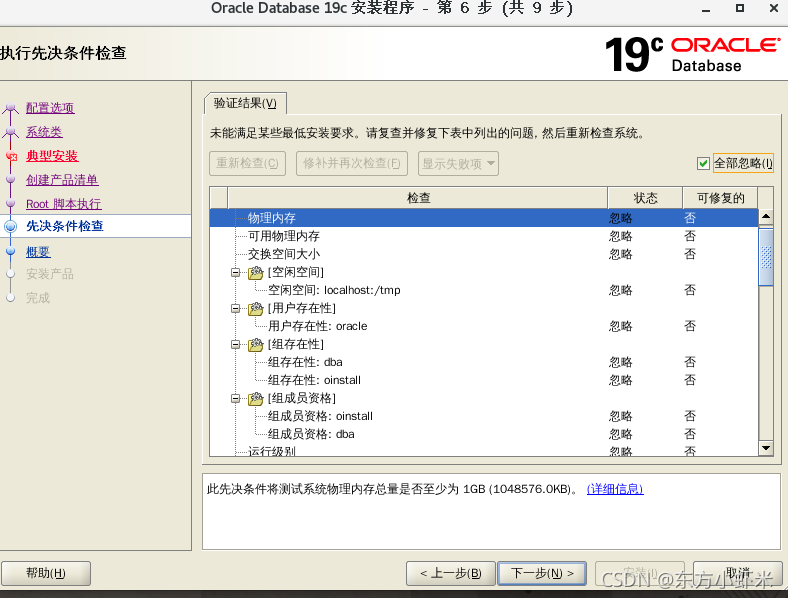 Oracle Database 19c 安装程序 - 第 6 步 (共 9 步)
执行先决条件检查
19c ORACLE
Database
配置选项
系统类
典型安装
创建产品清单
Root 脚本执行
先决条件检查
概要
安装产品
完成
验证结果(V)
未能满足某些最低安装要求。请复查并修复下表中列出的问题, 然后重新检查系统。
重新检查(C) 修补并再次检查(F) 显示失败项 全部忽略(I)
检查 状态 可修复的
物理内存 忽略 否
可用物理内存 忽略 否
交换空间大小 忽略 否
[空闲空间]
空闲空间: localhost:/tmp 忽略 否
[用户存在性]
用户存在性: oracle 忽略 否
[组存在性]
组存在性: dba 忽略 否
组存在性: oinstall 忽略 否
[组成员资格]
组成员资格: oinstall 忽略 否
组成员资格: dba 忽略 否
运行级别 忽略 否
此先决条件将测试系统物理内存总量是否至少为 1GB (1048576.0KB)。 (详细信息)
帮助(H) < 上一步(B) 下一步(N) > 安装(I) 取消
CSDN @东方小虾米